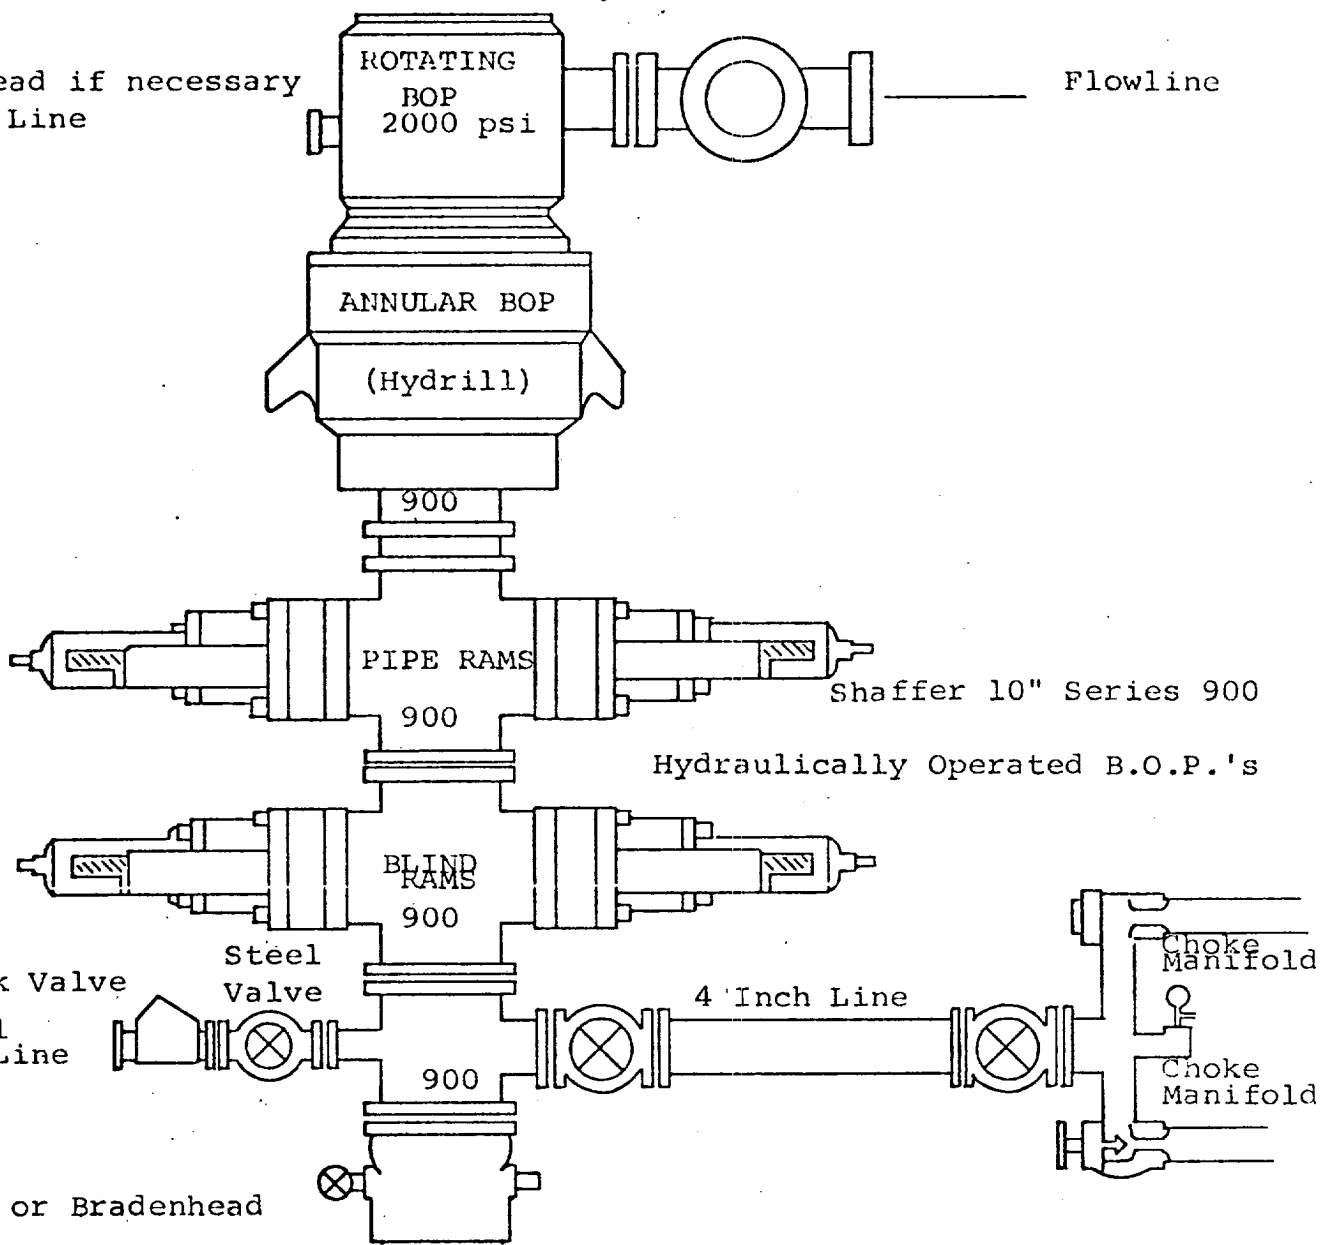 ROTATING
BOP
2000 psi
ead if necessary
Line
Flowline
ANNULAR BOP
(Hydrill)
900
PIPE RAMS
900
Shaffer 10" Series 900
Hydraulically Operated B.O.P.'s
BLIND
RAMS
900
Steel
Valve
k Valve
l
Line
4 Inch Line
Choke
Manifold
900
Choke
Manifold
or Bradenhead